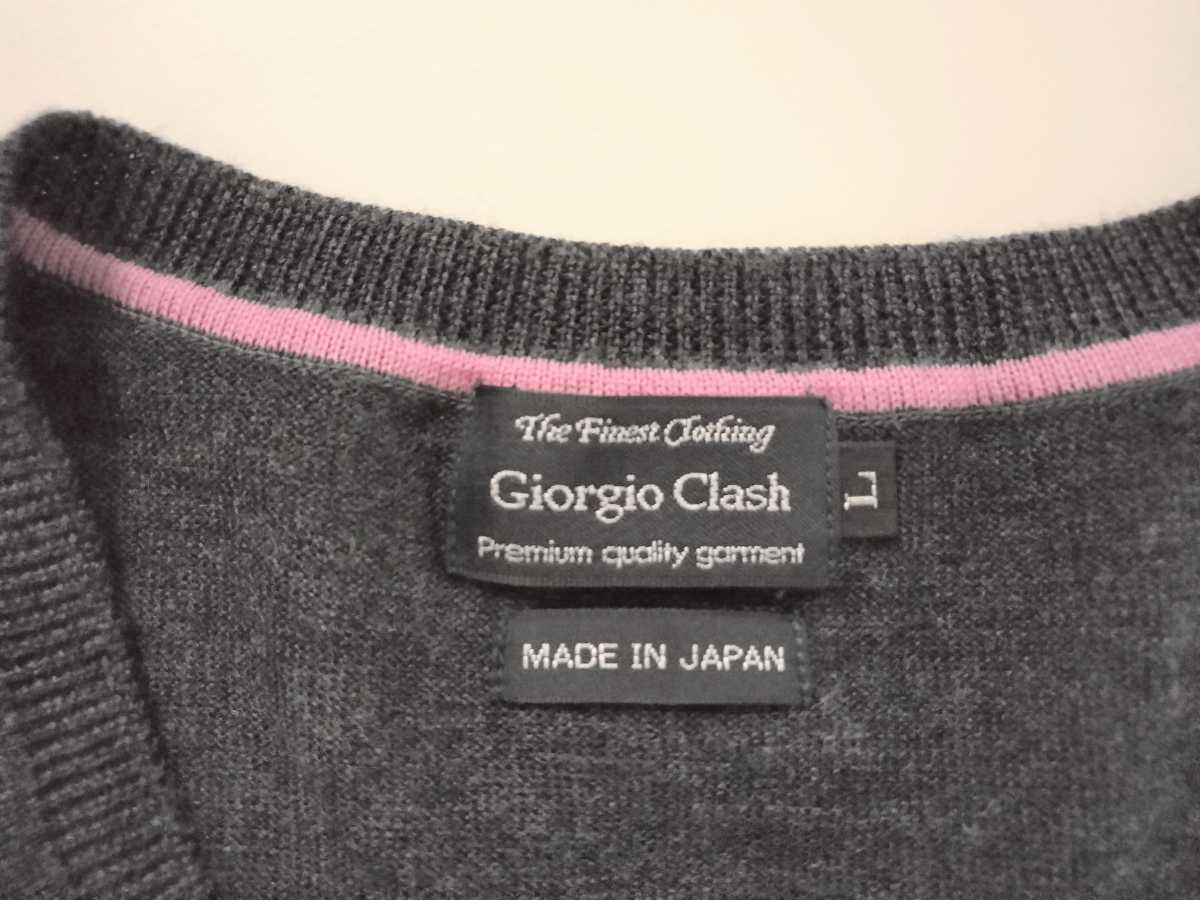 The Finest Clothing
Giorgio Clash
Premium quality garment
L
MADE IN JAPAN